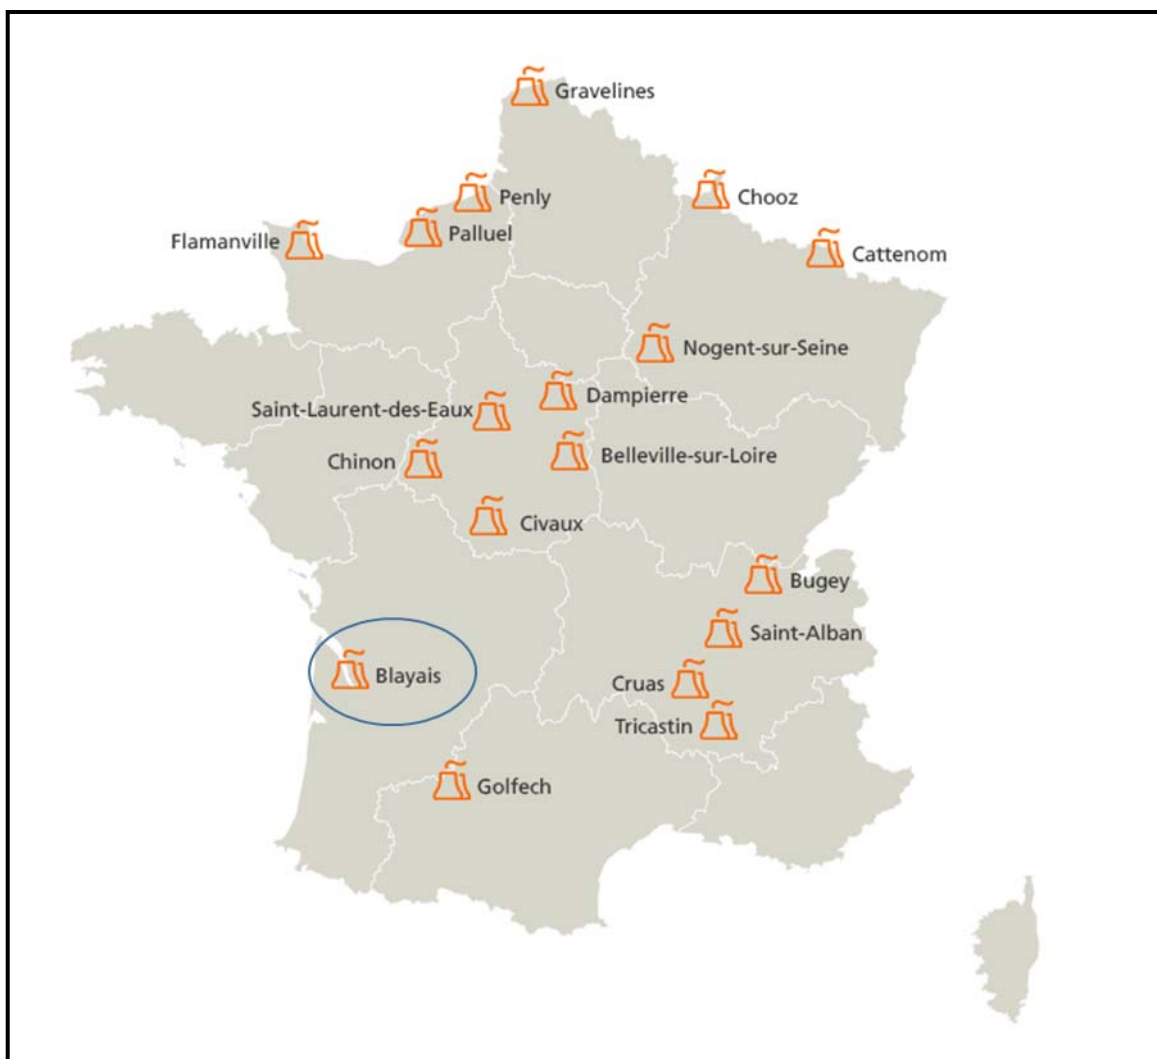 Gravelines
Penly
Chooz
Palluel
Flamanville
Cattenom
Nogent-sur-Seine
Dampierre
Saint-Laurent-des-Eaux
Belleville-sur-Loire
Chinon
Civaux
Bugey
Saint-Alban
Blayais
Cruas
Tricastin
Golfech